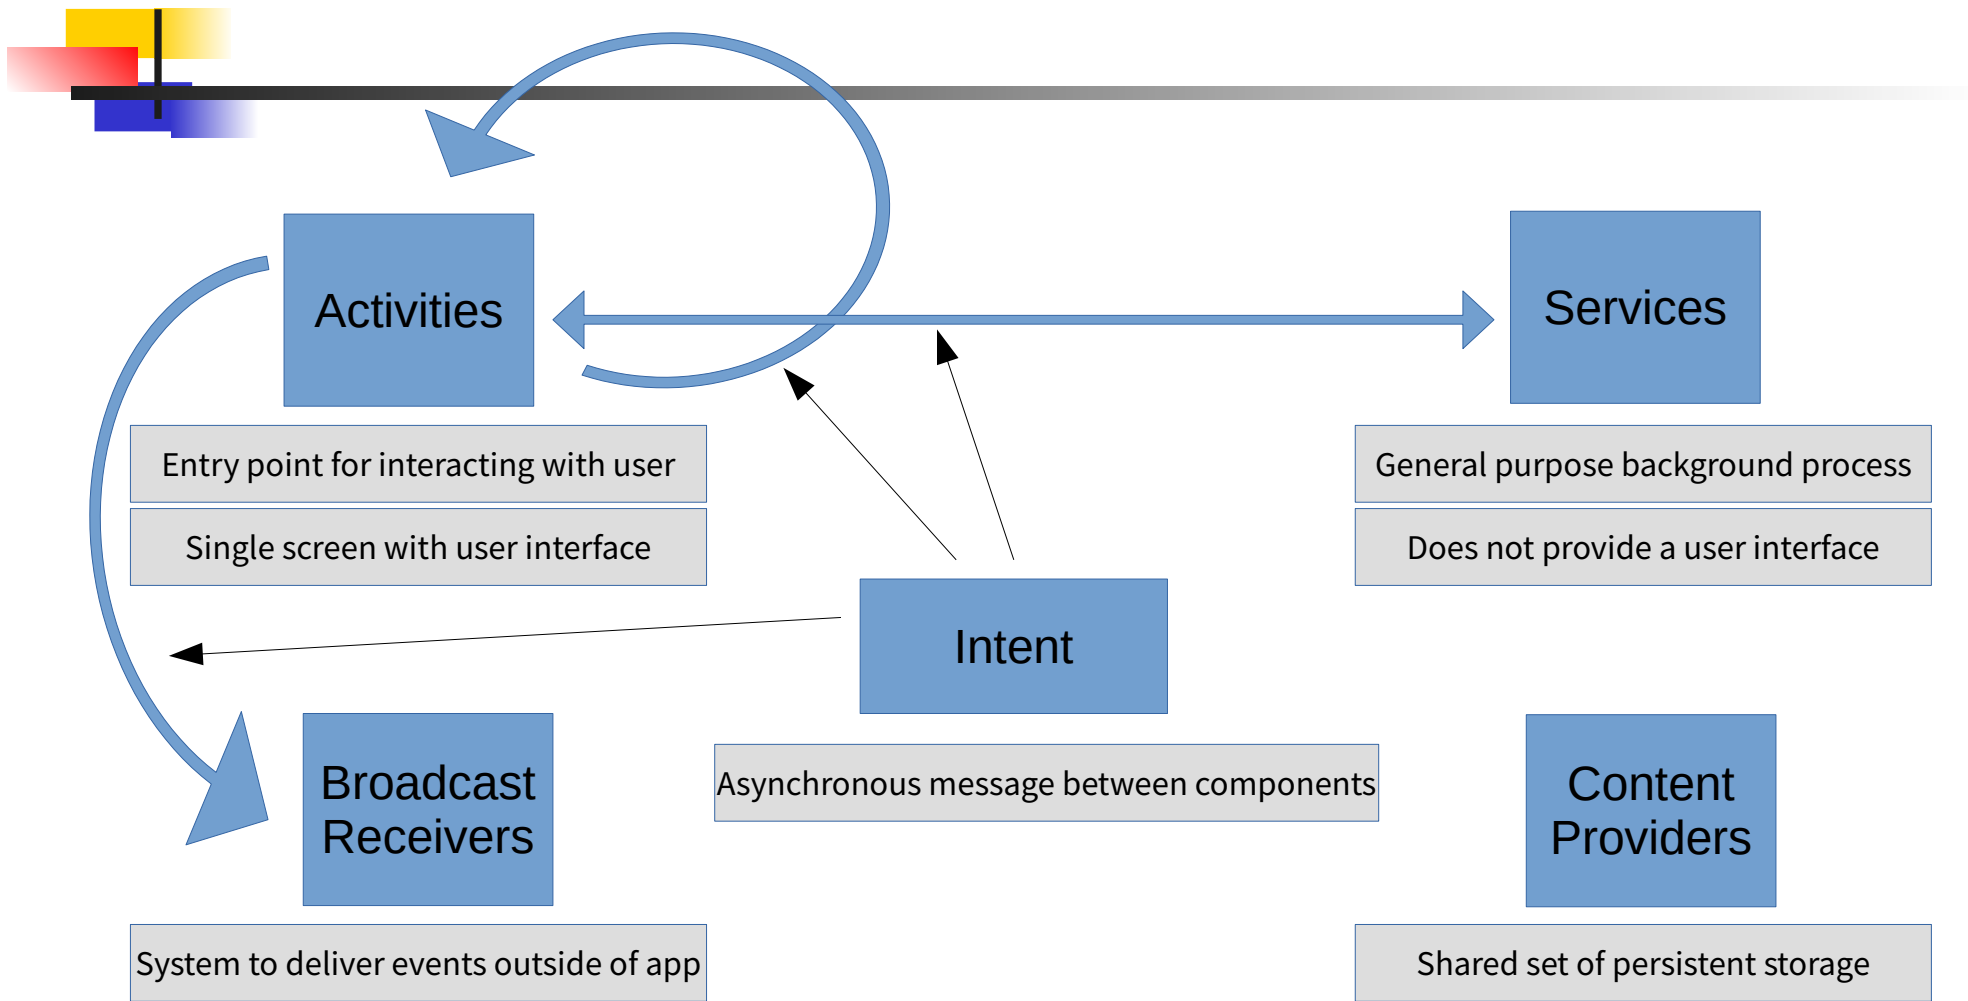 Activities
Services
Entry point for interacting with user
Single screen with user interface
General purpose background process
Does not provide a user interface
Intent
Asynchronous message between components
Broadcast
Receivers
Content
Providers
System to deliver events outside of app
Shared set of persistent storage